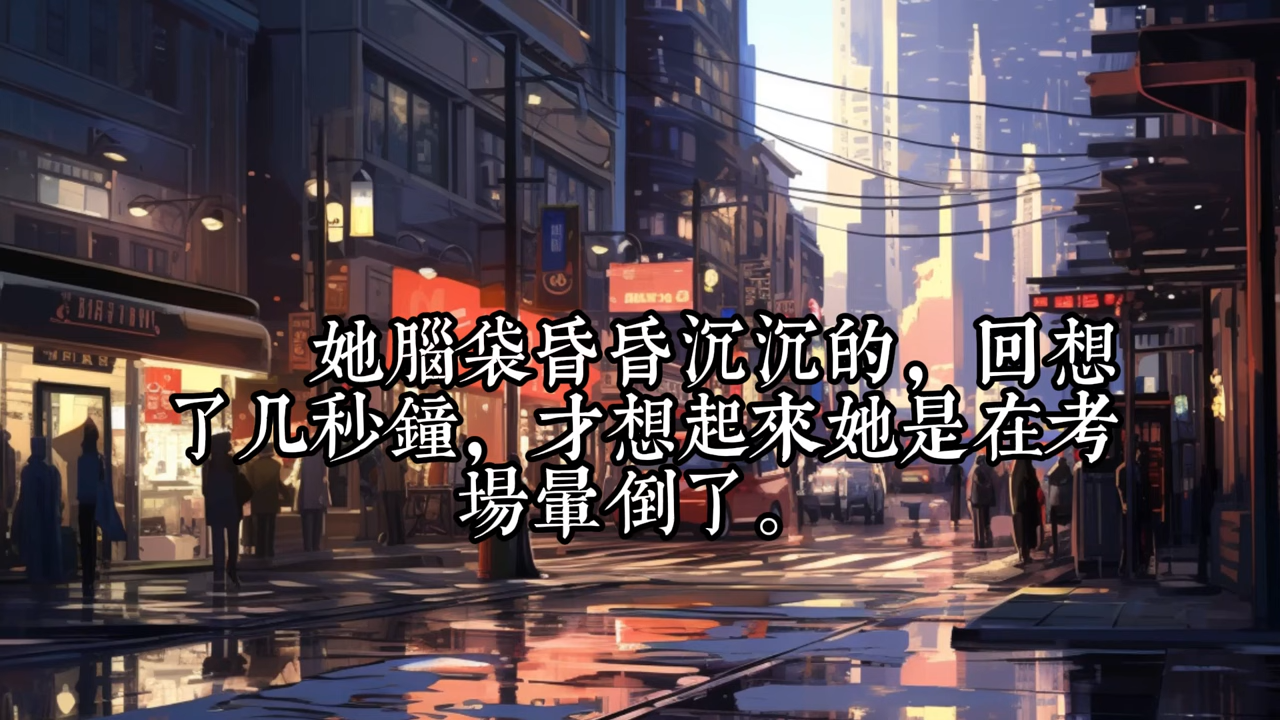 她腦袋昏昏沉沉的，回想
了几秒鐘，才想起來她是在考
場暈倒了。